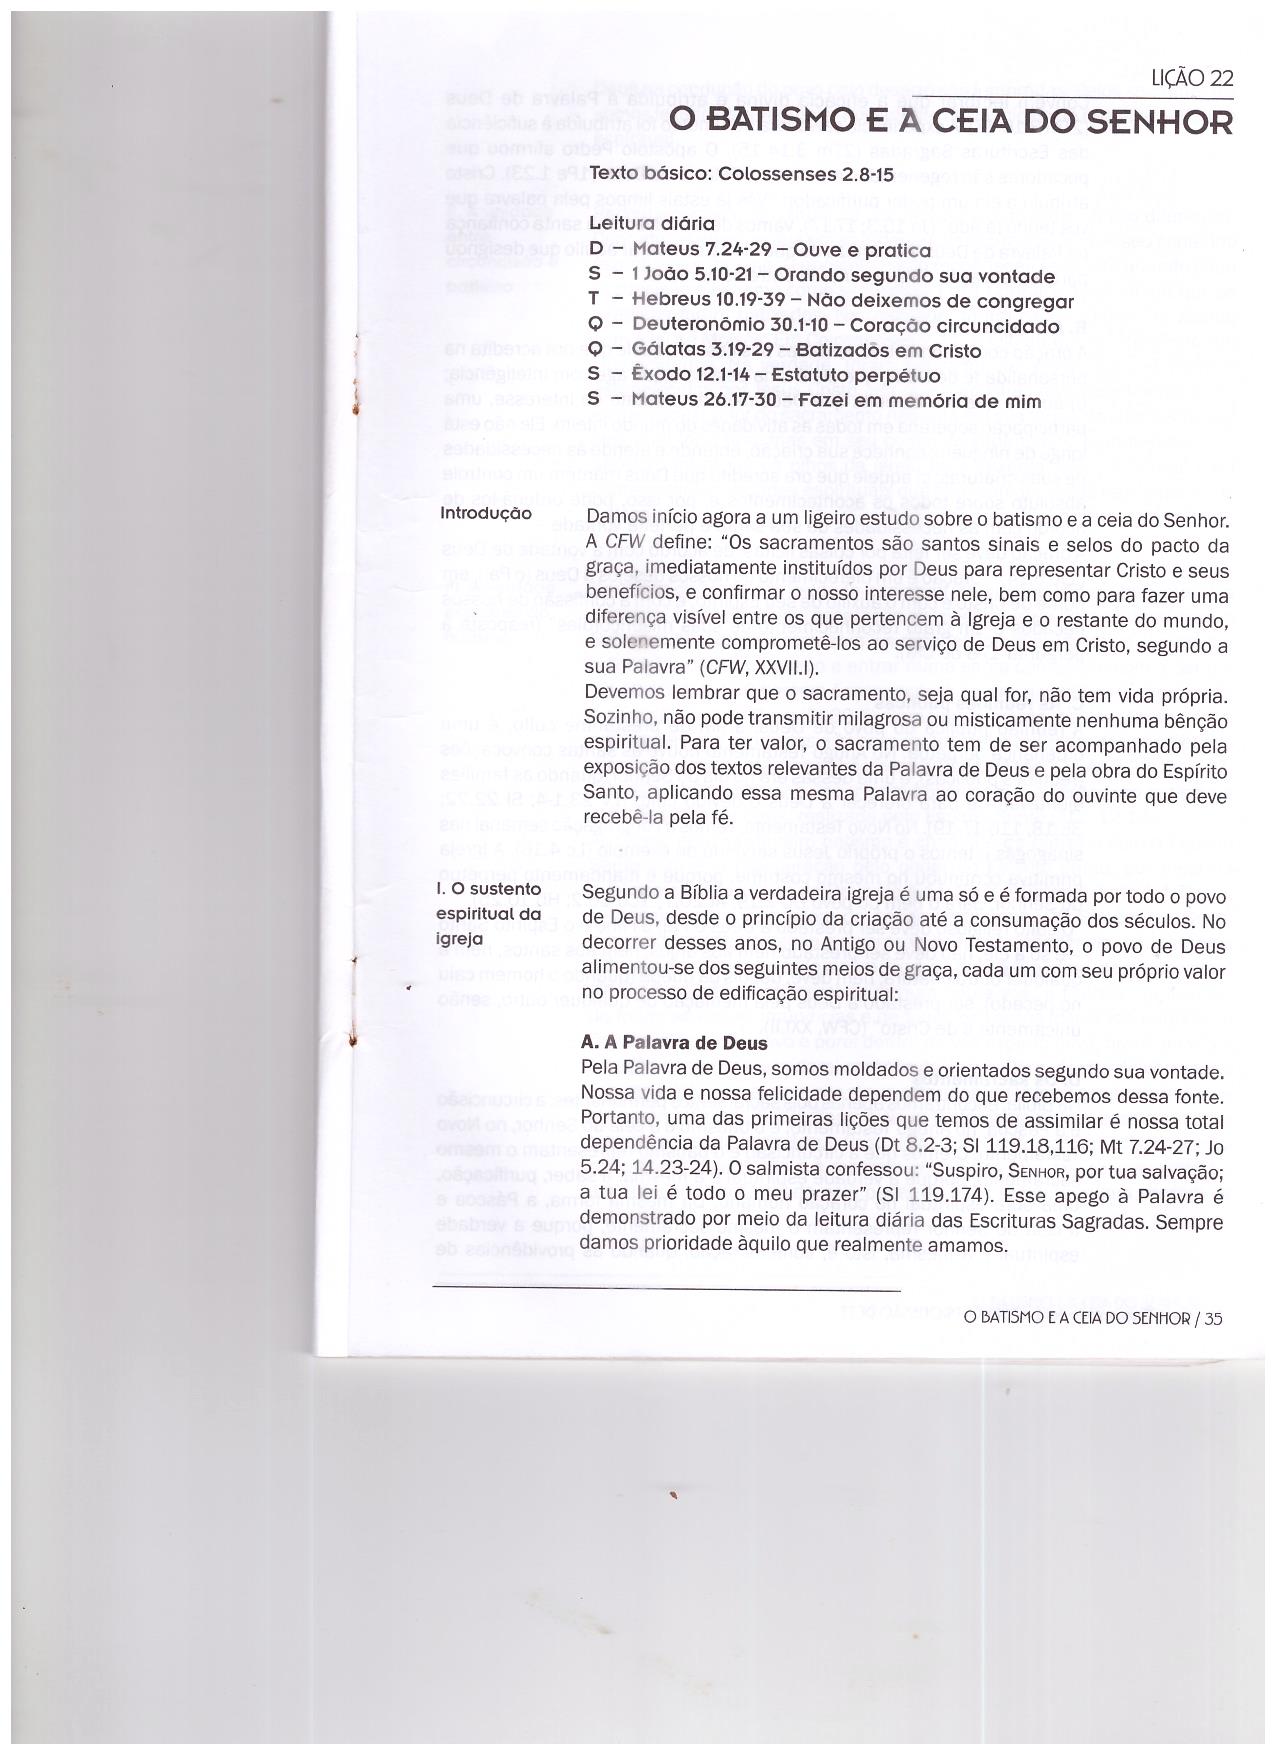 LIÇÃO 22
O BATISMO E A CEIA DO SENHOR
Texto básico: Colossenses 2.8-15
Leitura diária
D – Mateus 7.24-29 – Ouve e pratica
S – 1 João 5.10-21 – Orando segundo sua vontade
T – Hebreus 10.19-39 – Não deixemos de congregar
Q – Deuteronômio 30.1-10 – Coração circuncidado
Q – Gálatas 3.19-29 – Batizados em Cristo
S – Êxodo 12.1-14 – Estatuto perpétuo
S – Mateus 26.17-30 – Fazei em memória de mim
Introdução
Damos início agora a um ligeiro estudo sobre o batismo e a ceia do Senhor.
A CFW define: “Os sacramentos são santos sinais e selos do pacto da
graça, imediatamente instituídos por Deus para representar Cristo e seus
benefícios, e confirmar o nosso interesse nele, bem como para fazer uma
diferença visível entre os que pertencem à Igreja e o restante do mundo,
e solenemente comprometê-los ao serviço de Deus em Cristo, segundo a
sua Palavra” (CFW, XXVII.I).
Devemos lembrar que o sacramento, seja qual for, não tem vida própria.
Sozinho, não pode transmitir milagrosa ou misticamente nenhuma bênção
espiritual. Para ter valor, o sacramento tem de ser acompanhado pela
exposição dos textos relevantes da Palavra de Deus e pela obra do Espírito
Santo, aplicando essa mesma Palavra ao coração do ouvinte que deve
recebê-la pela fé.
I. O sustento
espiritual da
igreja
Segundo a Bíblia a verdadeira igreja é uma só e é formada por todo o povo
de Deus, desde o princípio da criação até a consumação dos séculos. No
decorrer desses anos, no Antigo ou Novo Testamento, o povo de Deus
alimentou-se dos seguintes meios de graça, cada um com seu próprio valor
no processo de edificação espiritual:
A. A Palavra de Deus
Pela Palavra de Deus, somos moldados e orientados segundo sua vontade.
Nossa vida e nossa felicidade dependem do que recebemos dessa fonte.
Portanto, uma das primeiras lições que temos de assimilar é nossa total
dependência da Palavra de Deus (Dt 8.2-3; Sl 119.18,116; Mt 7.24-27; Jo
5.24; 14.23-24). O salmista confessou: “Suspiro, SENHOR, por tua salvação;
a tua lei é todo o meu prazer” (Sl 119.174). Esse apego à Palavra é
demonstrado por meio da leitura diária das Escrituras Sagradas. Sempre
damos prioridade àquilo que realmente amamos.
O BATISMO E A CEIA DO SENHOR / 35